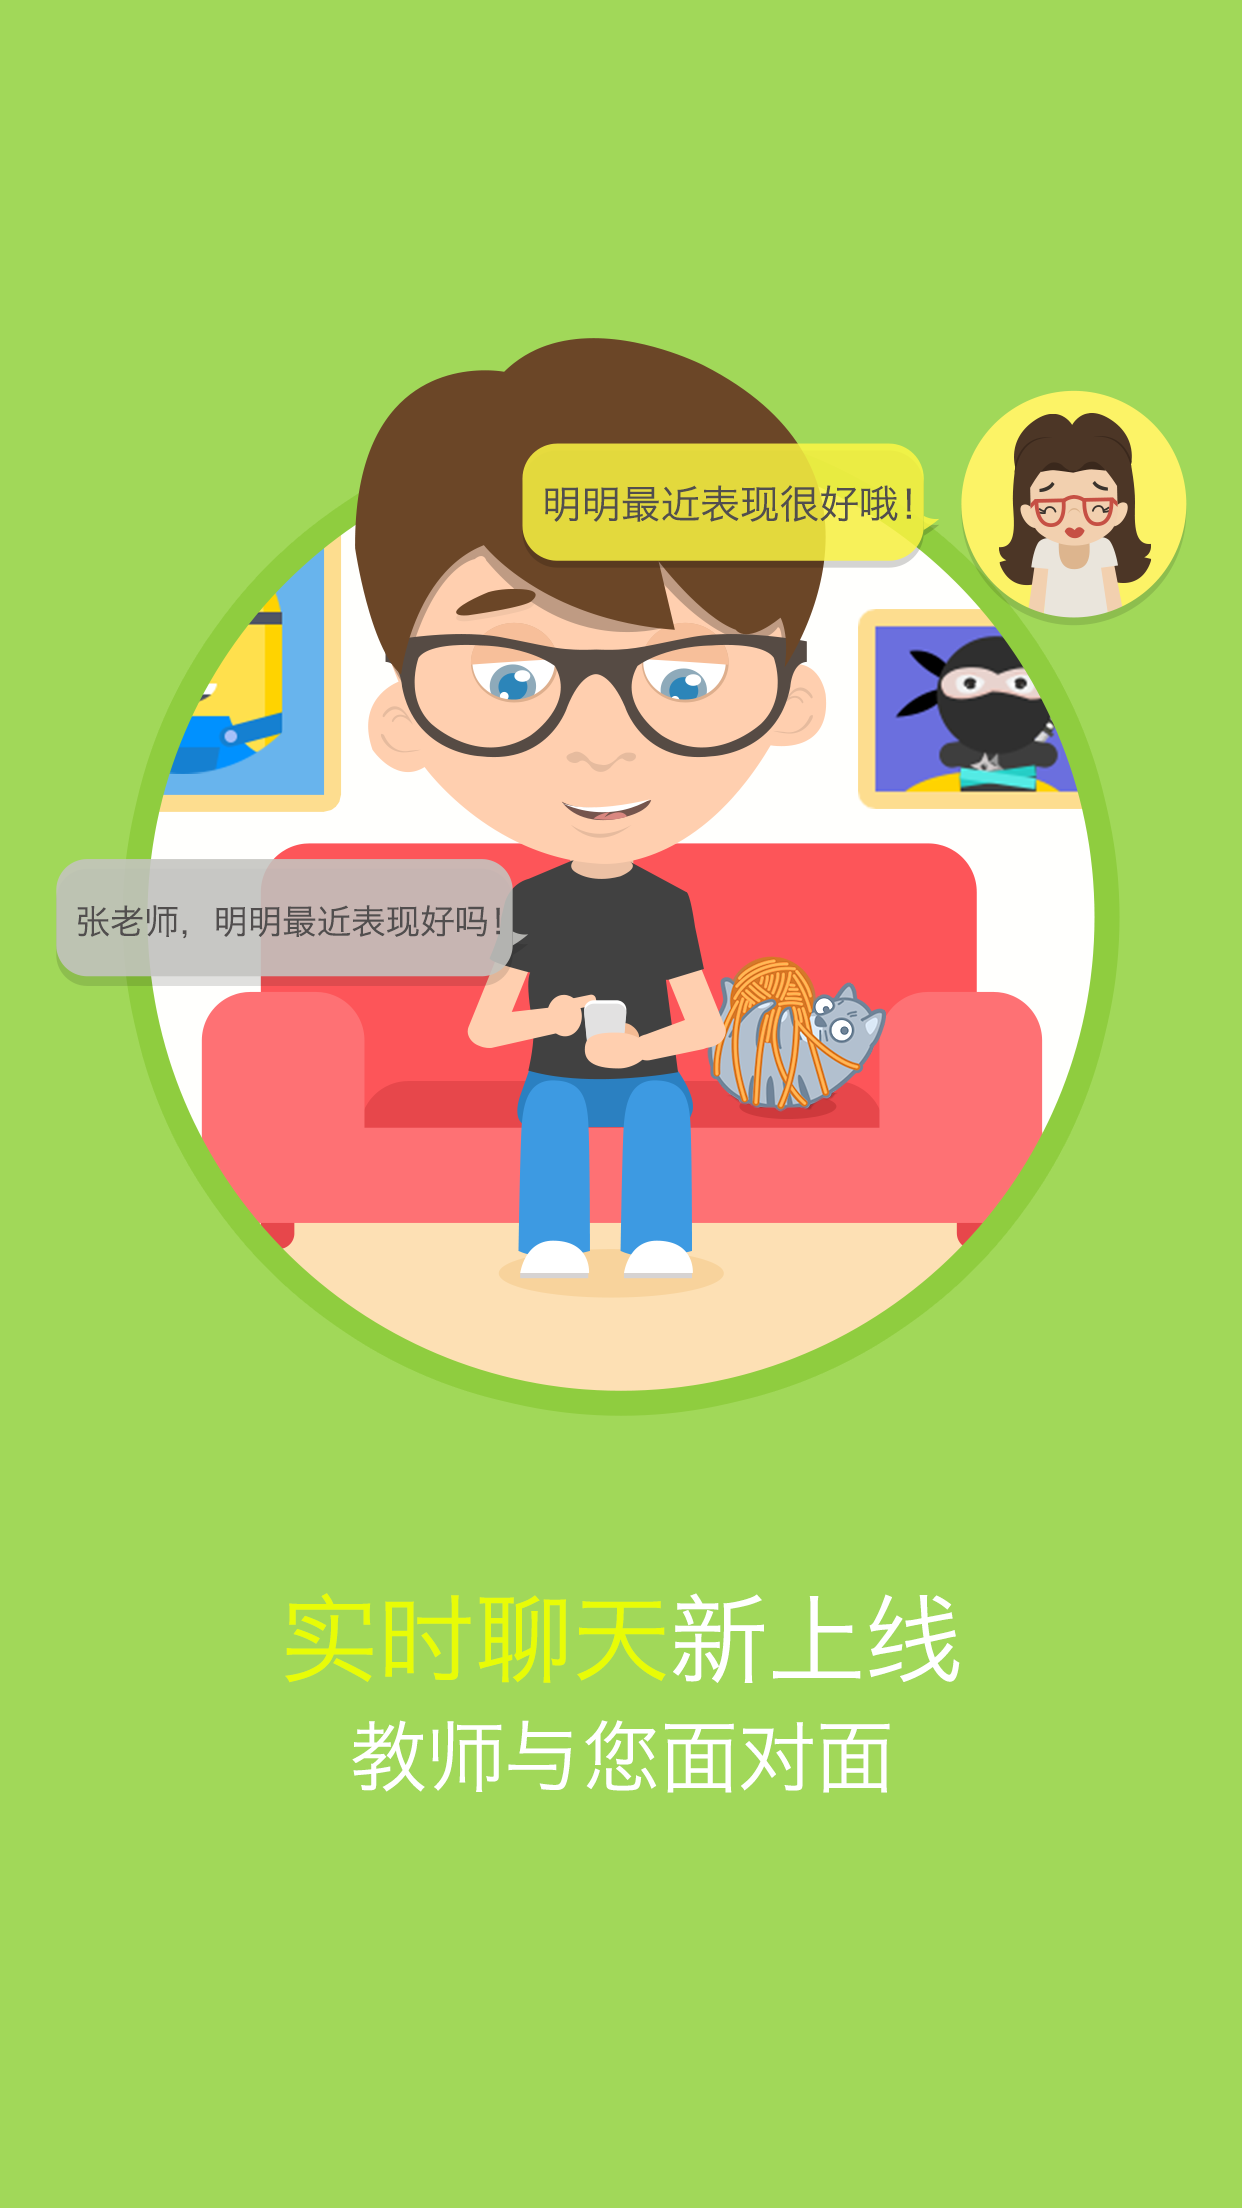 明明最近表现很好哦！
张老师，明明最近表现好吗！
实时聊天新上线
教师与您面对面